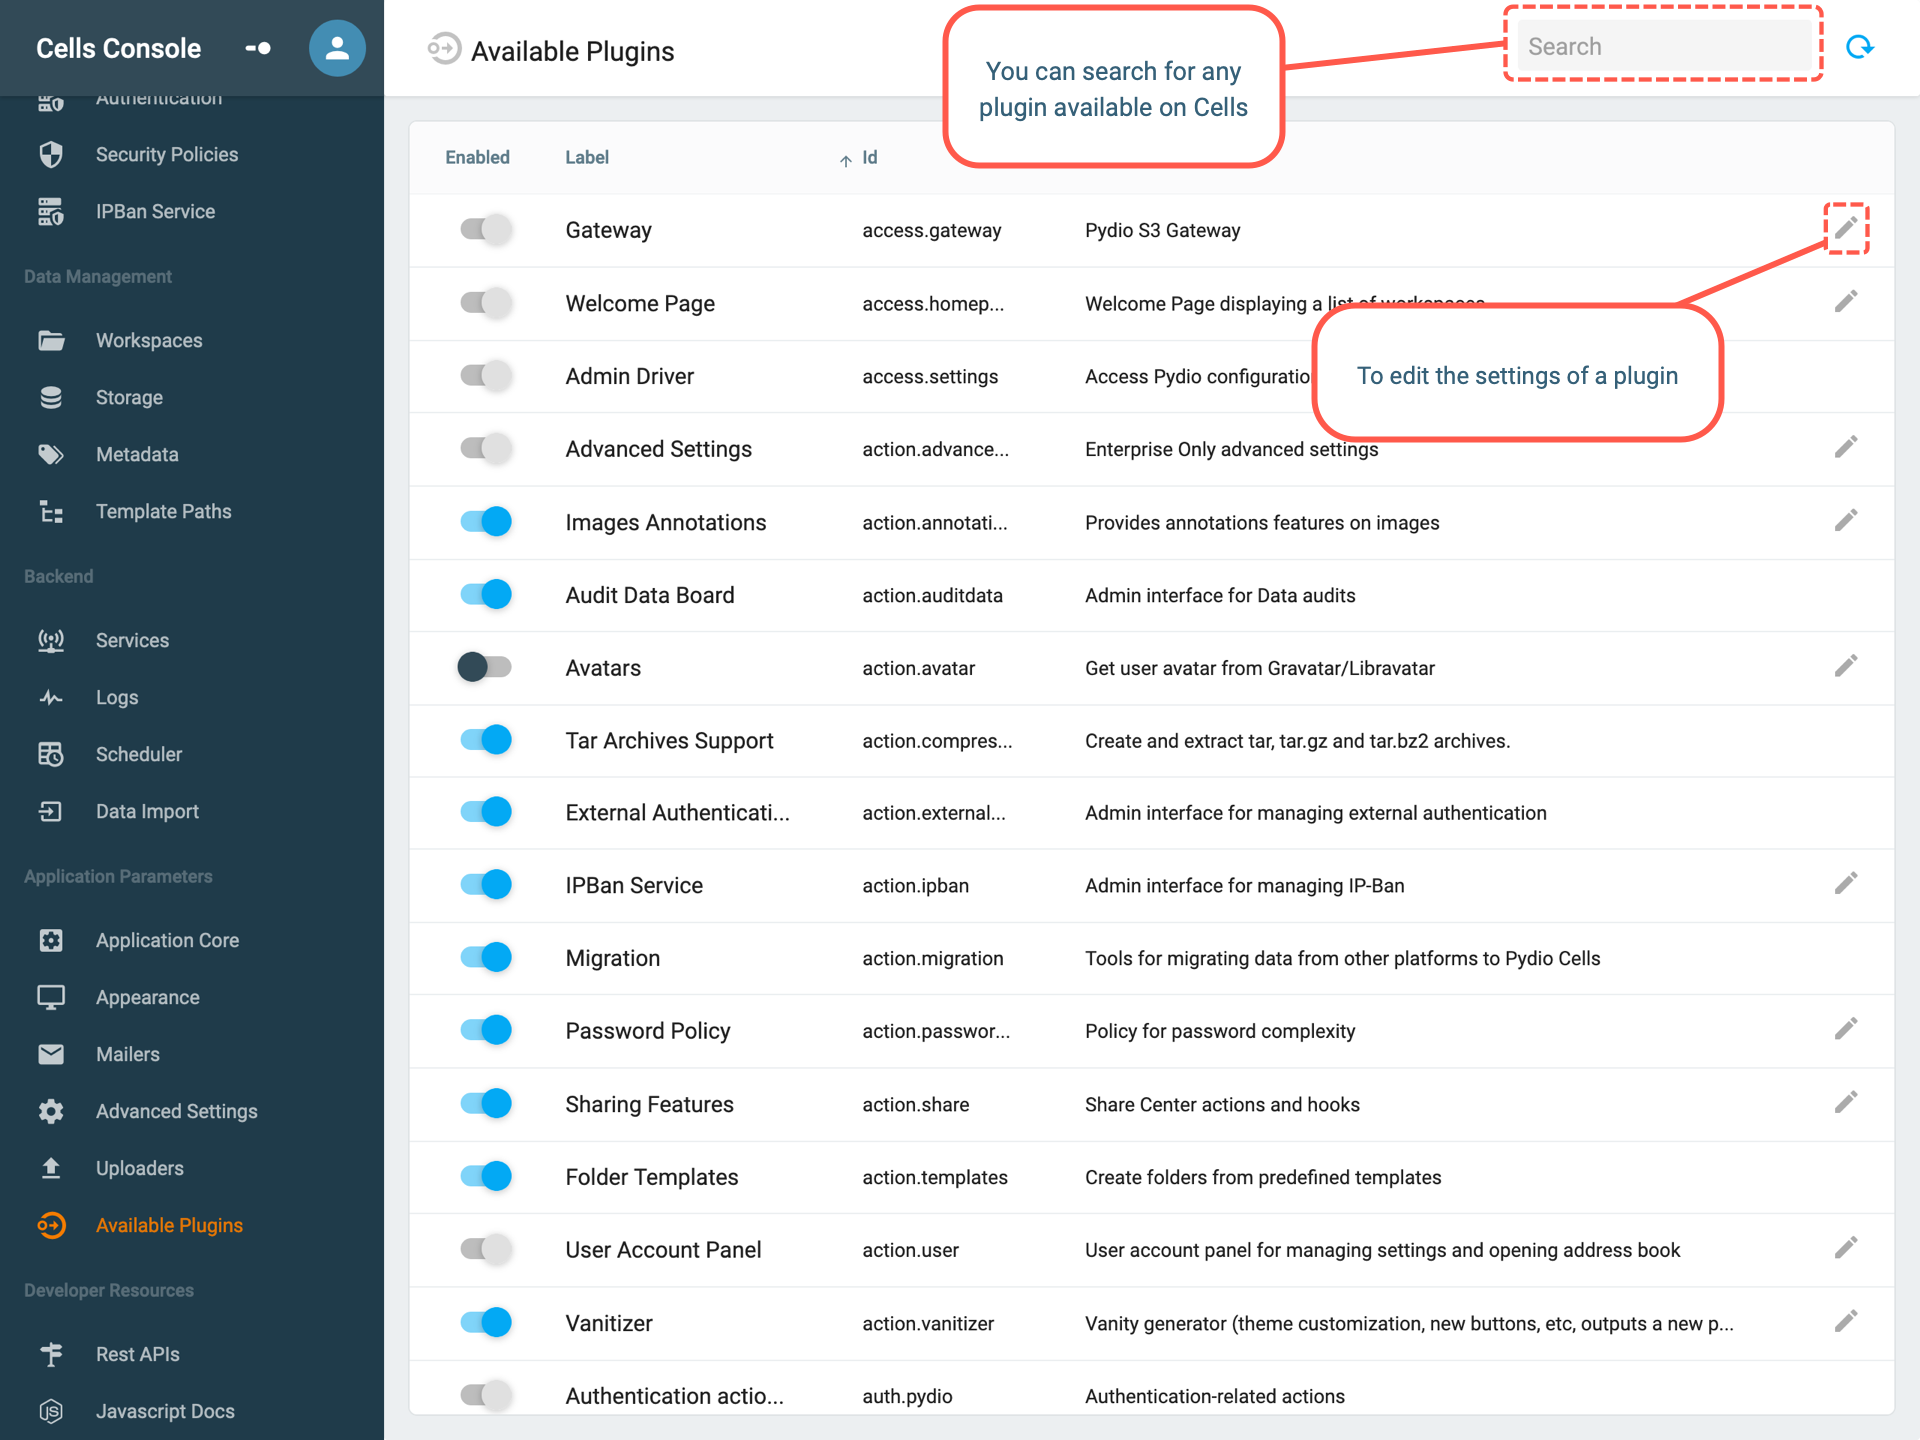 Cells Console
Authentication
Security Policies
IPBan Service
Data Management
Workspaces
Storage
Metadata
Template Paths
Backend
Services
Logs
Scheduler
Data Import
Application Parameters
Application Core
Appearance
Mailers
Advanced Settings
Uploaders
Available Plugins
Developer Resources
Rest APIs
Javascript Docs
Available Plugins
You can search for any
plugin available on Cells
Search
Enabled Label Id
Gateway access.gateway Pydio S3 Gateway
Welcome Page access.homep... Welcome Page displaying a list of workspaces
Admin Driver access.settings Access Pydio configuratio
To edit the settings of a plugin
Advanced Settings action.advance... Enterprise Only advanced settings
Images Annotations action.annotati... Provides annotations features on images
Audit Data Board action.auditdata Admin interface for Data audits
Avatars action.avatar Get user avatar from Gravatar/Libravatar
Tar Archives Support action.compres... Create and extract tar, tar.gz and tar.bz2 archives.
External Authenticati... action.external... Admin interface for managing external authentication
IPBan Service action.ipban Admin interface for managing IP-Ban
Migration action.migration Tools for migrating data from other platforms to Pydio Cells
Password Policy action.passwor... Policy for password complexity
Sharing Features action.share Share Center actions and hooks
Folder Templates action.templates Create folders from predefined templates
User Account Panel action.user User account panel for managing settings and opening address book
Vanitizer action.vanitizer Vanity generator (theme customization, new buttons, etc, outputs a new p...
Authentication actio... auth.pydio Authentication-related actions